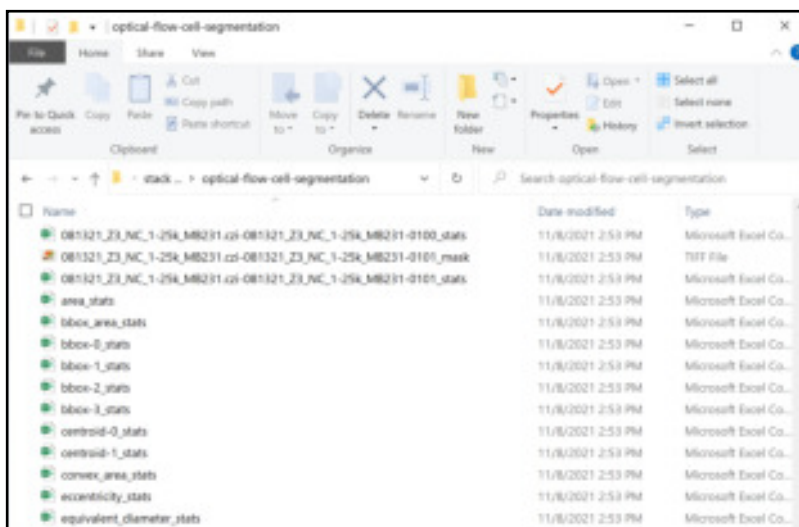 optical-flow-cell-segmentation
File Home Share View
Pin to Quick access Copy Paste Cut Copy path Paste shortcut Move to Copy to Delete Rename New folder Properties Open Edit History Select all Select none Invert selection
Clipboard Organize New Open Select
stack ... > optical-flow-cell-segmentation Search optical-flow-cell-segmentation
Name Date modified Type
081321_Z3_NC_1-25k_MB231.czi-081321_Z3_NC_1-25k_MB231-0100_stats 11/8/2021 2:53 PM Microsoft Excel Co...
081321_Z3_NC_1-25k_MB231.czi-081321_Z3_NC_1-25k_MB231-0101_mask 11/8/2021 2:53 PM TIFF File
081321_Z3_NC_1-25k_MB231.czi-081321_Z3_NC_1-25k_MB231-0101_stats 11/8/2021 2:53 PM Microsoft Excel Co...
area_stats 11/8/2021 2:53 PM Microsoft Excel Co...
bbox_area_stats 11/8/2021 2:53 PM Microsoft Excel Co...
bbox-0_stats 11/8/2021 2:53 PM Microsoft Excel Co...
bbox-1_stats 11/8/2021 2:53 PM Microsoft Excel Co...
bbox-2_stats 11/8/2021 2:53 PM Microsoft Excel Co...
bbox-3_stats 11/8/2021 2:53 PM Microsoft Excel Co...
centroid-0_stats 11/8/2021 2:53 PM Microsoft Excel Co...
centroid-1_stats 11/8/2021 2:53 PM Microsoft Excel Co...
convex_area_stats 11/8/2021 2:53 PM Microsoft Excel Co...
eccentricity_stats 11/8/2021 2:53 PM Microsoft Excel Co...
equivalent_diameter_stats 11/8/2021 2:53 PM Microsoft Excel Co...